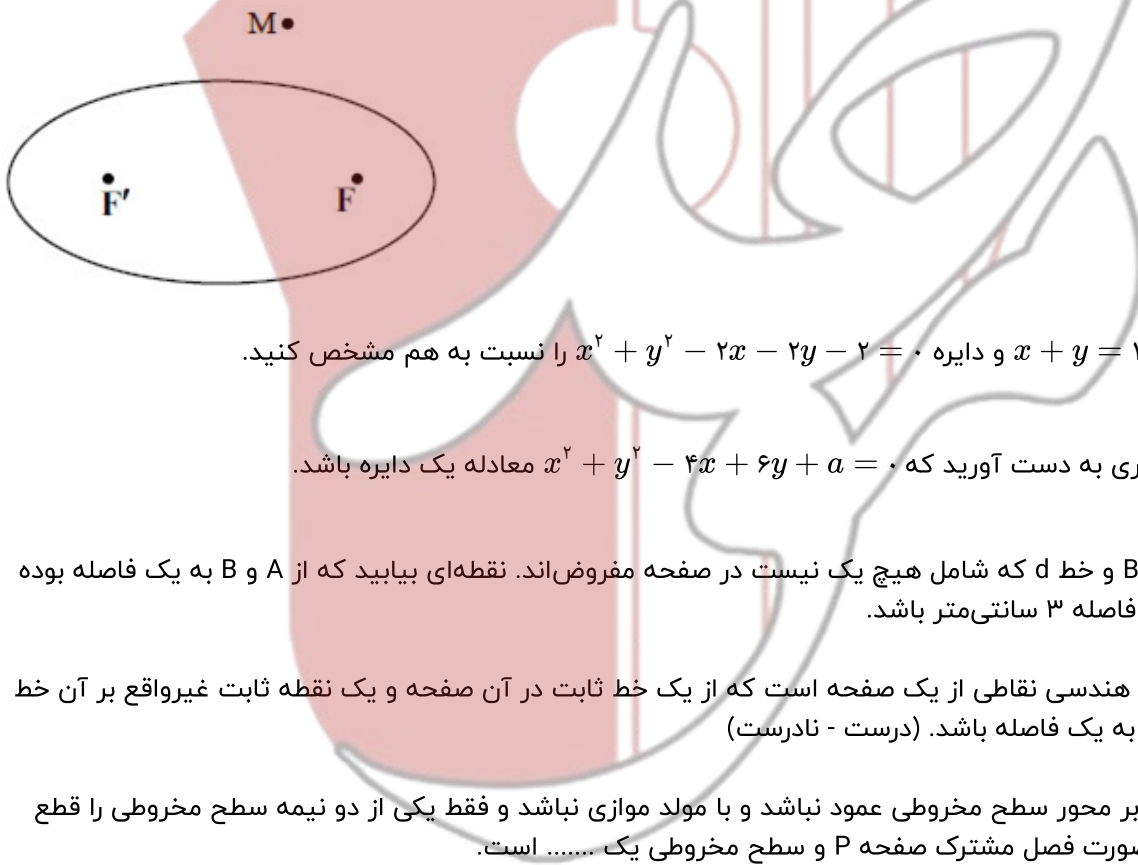 M
F′
F
x + y = و دایره x² + y² − ۲x − ۲y − ۲ = ۰ را نسبت به هم مشخص کنید.
به دست آورید که x² + y² − ۴x + ۶y + a = ۰ معادله یک دایره باشد.
B و خط d که شامل هیچ یک نیست در صفحه مفروض‌اند. نقطه‌ای بیابید که از A و B به یک فاصله بوده
فاصله ۳ سانتی‌متر باشد.
هندسی نقاطی از یک صفحه است که از یک خط ثابت در آن صفحه و یک نقطه ثابت غیرواقع بر آن خط
به یک فاصله باشد. (درست - نادرست)
بر محور سطح مخروطی عمود نباشد و با مولد موازی نباشد و فقط یکی از دو نیمه سطح مخروطی را قطع
فصل مشترک صفحه P و سطح مخروطی یک ....... است.